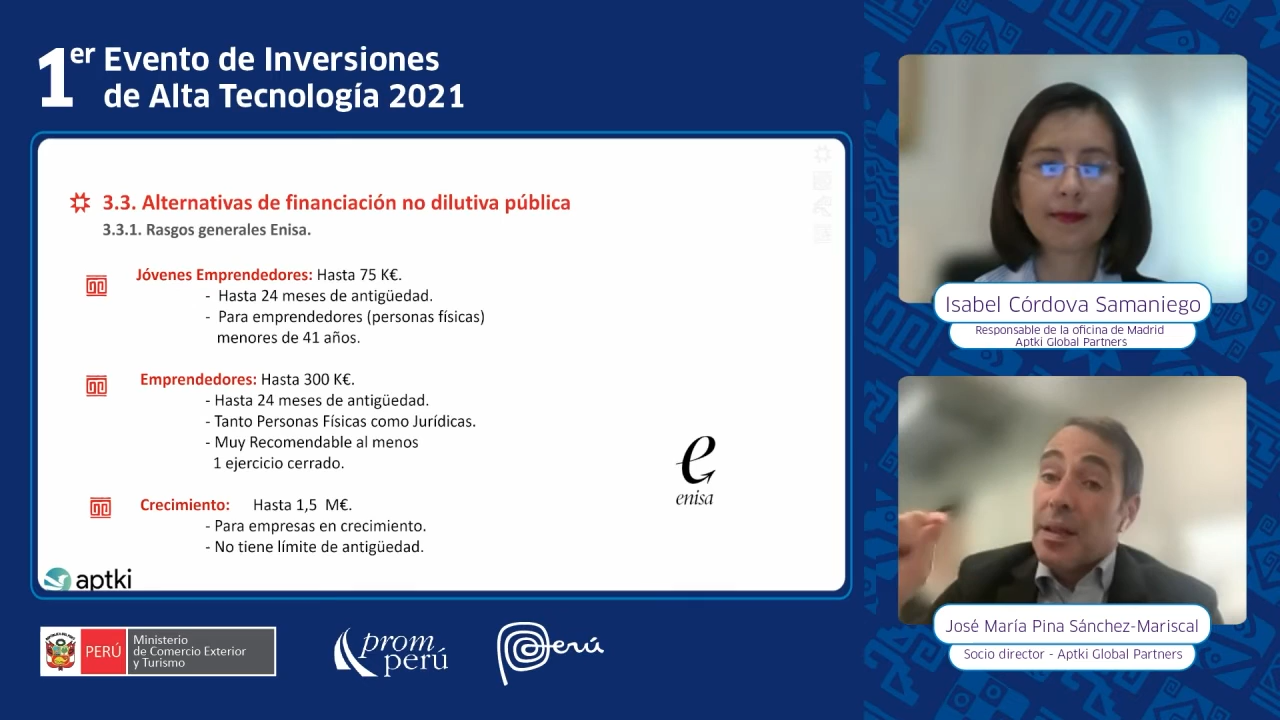 1er Evento de Inversiones
de Alta Tecnología 2021
3.3. Alternativas de financiación no dilutiva pública
3.3.1. Rasgos generales Enisa.
Jóvenes Emprendedores: Hasta 75 K€.
- Hasta 24 meses de antigüedad.
- Para emprendedores (personas físicas)
menores de 41 años.
Emprendedores: Hasta 300 K€.
- Hasta 24 meses de antigüedad.
- Tanto Personas Físicas como Jurídicas.
- Muy Recomendable al menos
1 ejercicio cerrado.
Crecimiento: Hasta 1,5 M€.
- Para empresas en crecimiento.
- No tiene límite de antigüedad.
e
enisa
aptki
PERÚ
Ministerio
de Comercio Exterior
y Turismo
prom
perú
Perú
Isabel Córdova Samaniego
Responsable de la oficina de Madrid
Aptki Global Partners
José María Pina Sánchez-Mariscal
Socio director - Aptki Global Partners